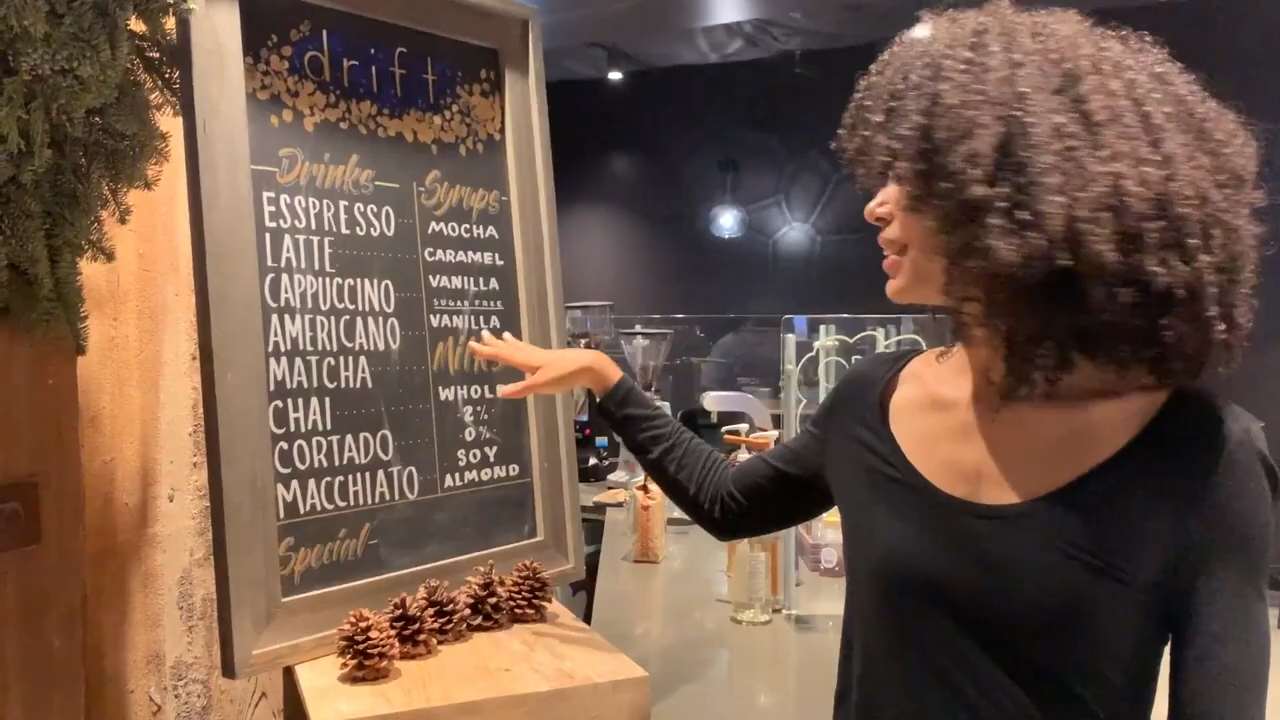 drift
Drinks
ESSPRESSO
LATTE
CAPPUCCINO
AMERICANO
MATCHA
CHAI
CORTADO
MACCHIATO
Syrups
MOCHA
CARAMEL
VANILLA
SUGAR FREE
VANILLA
Milks
WHOLE
2%
0%
SOY
ALMOND
Special